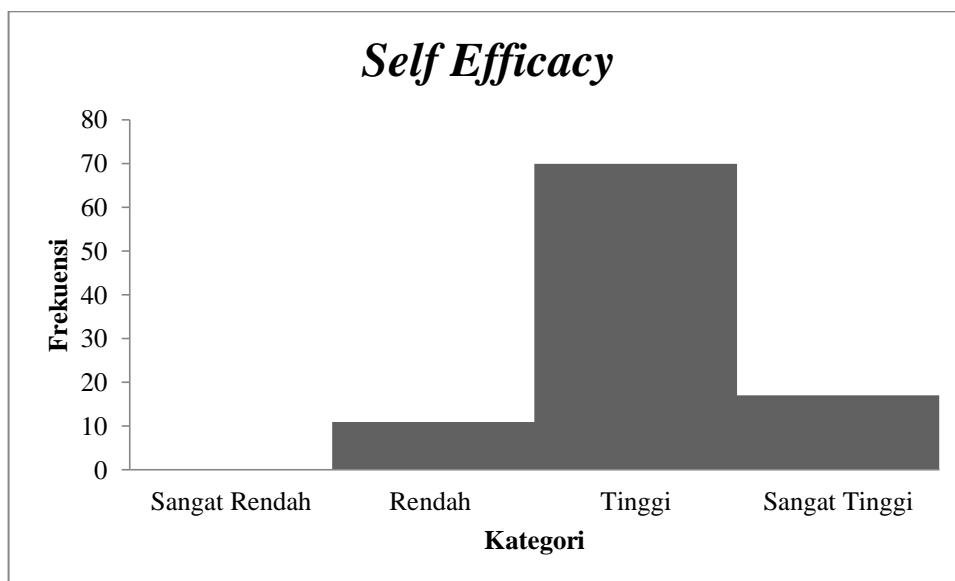 Self Efficacy
80
70
60
50
40
30
20
10
0
Frekuensi
Sangat Rendah Rendah Tinggi Sangat Tinggi
Kategori